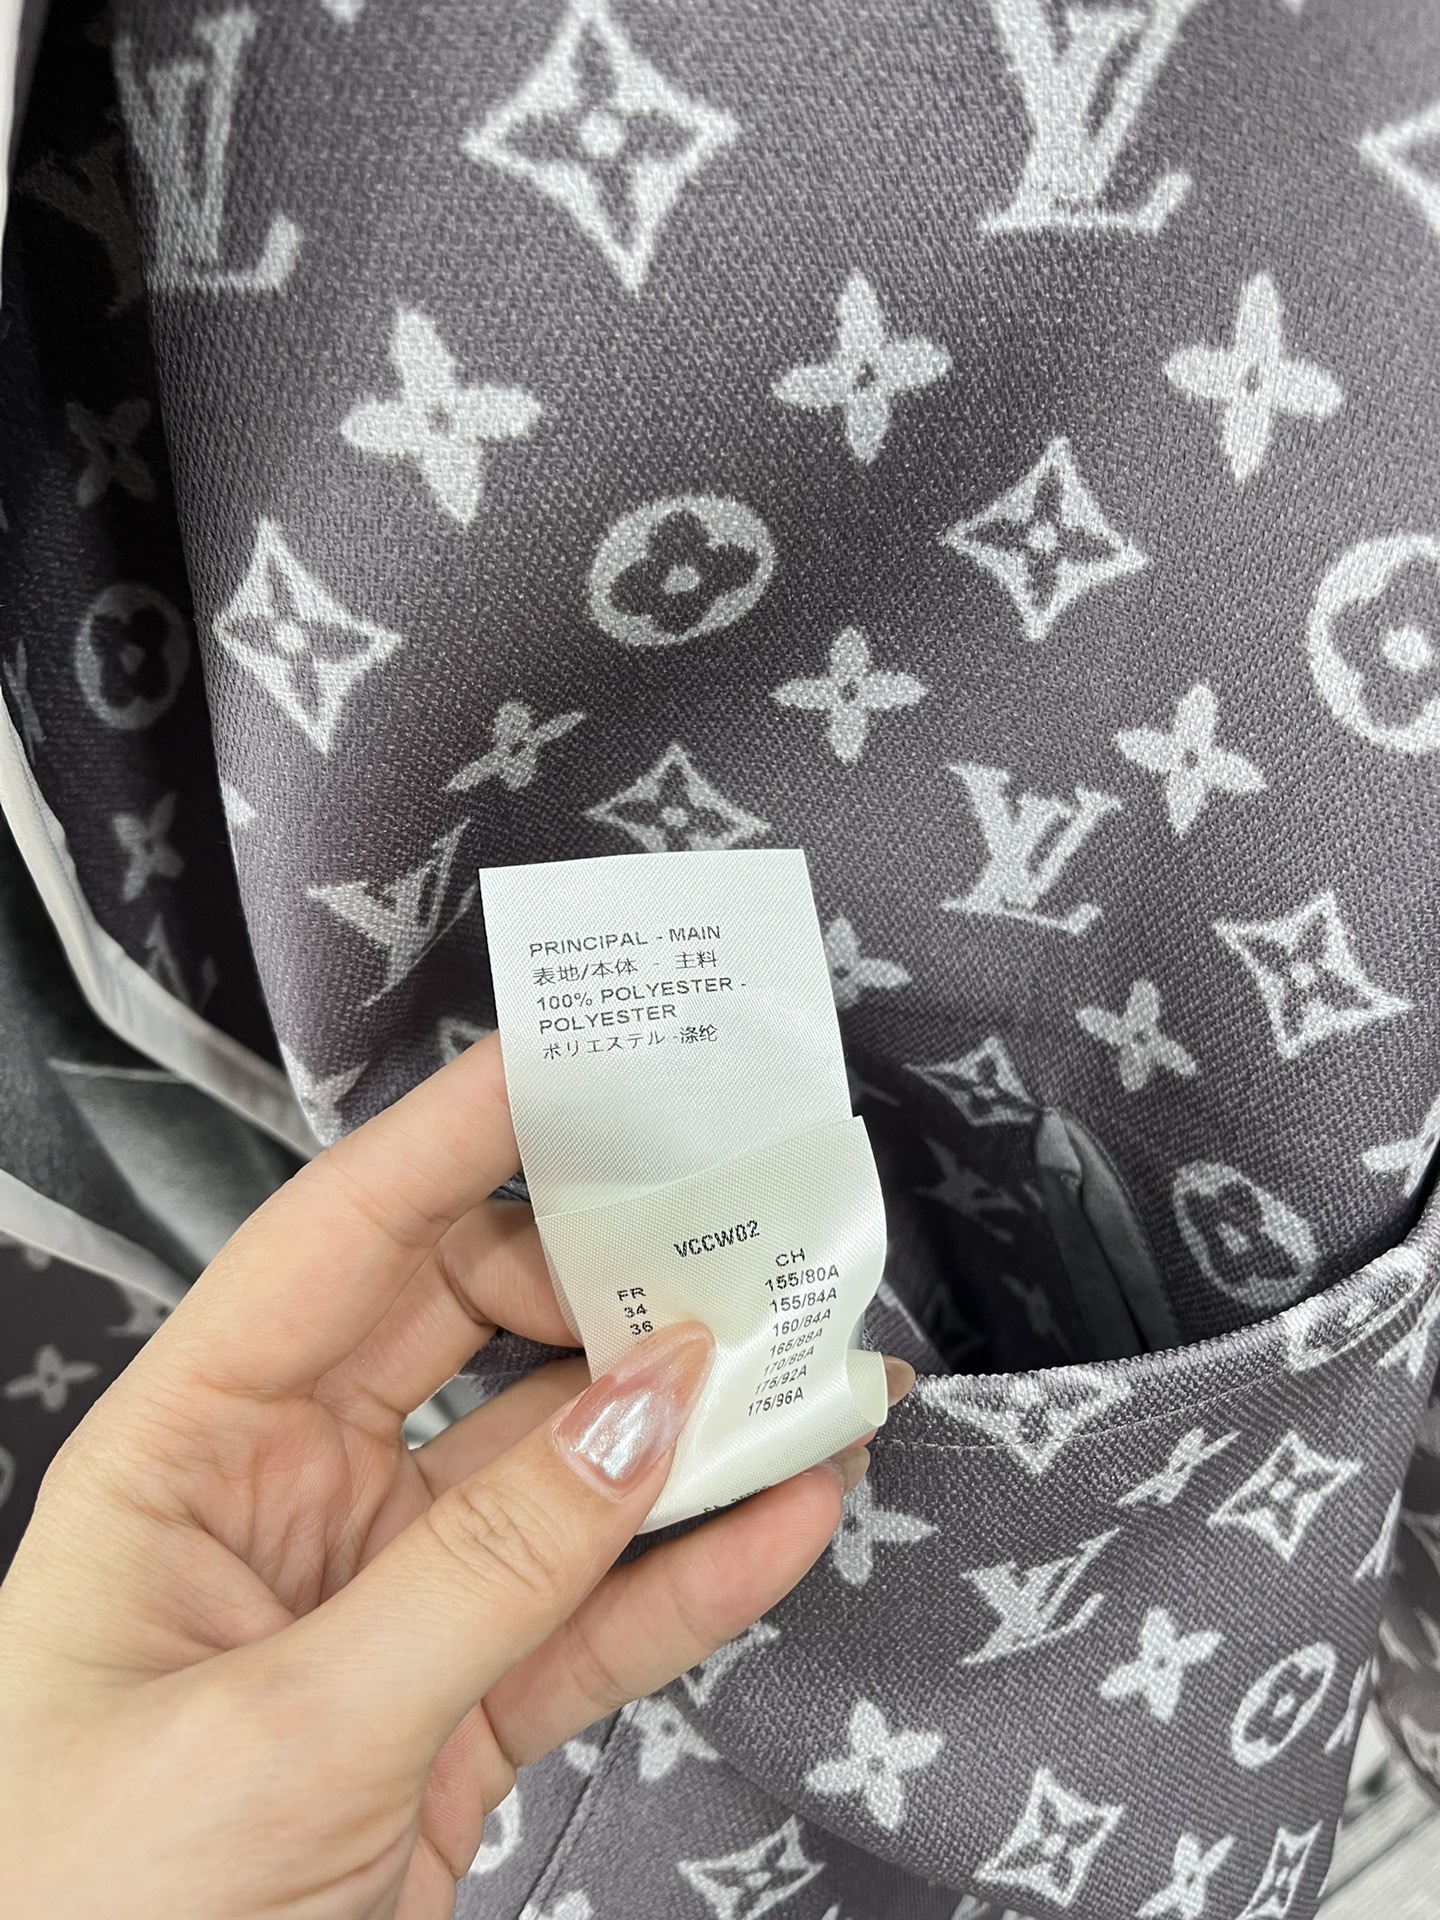 PRINCIPAL - MAIN
表地/本体 - 主料
100% POLYESTER -
POLYESTER
ポリエステル -涤纶
VCCW02
FR CH
34 155/80A
36 155/84A
160/84A
165/88A
170/88A
175/92A
175/96A